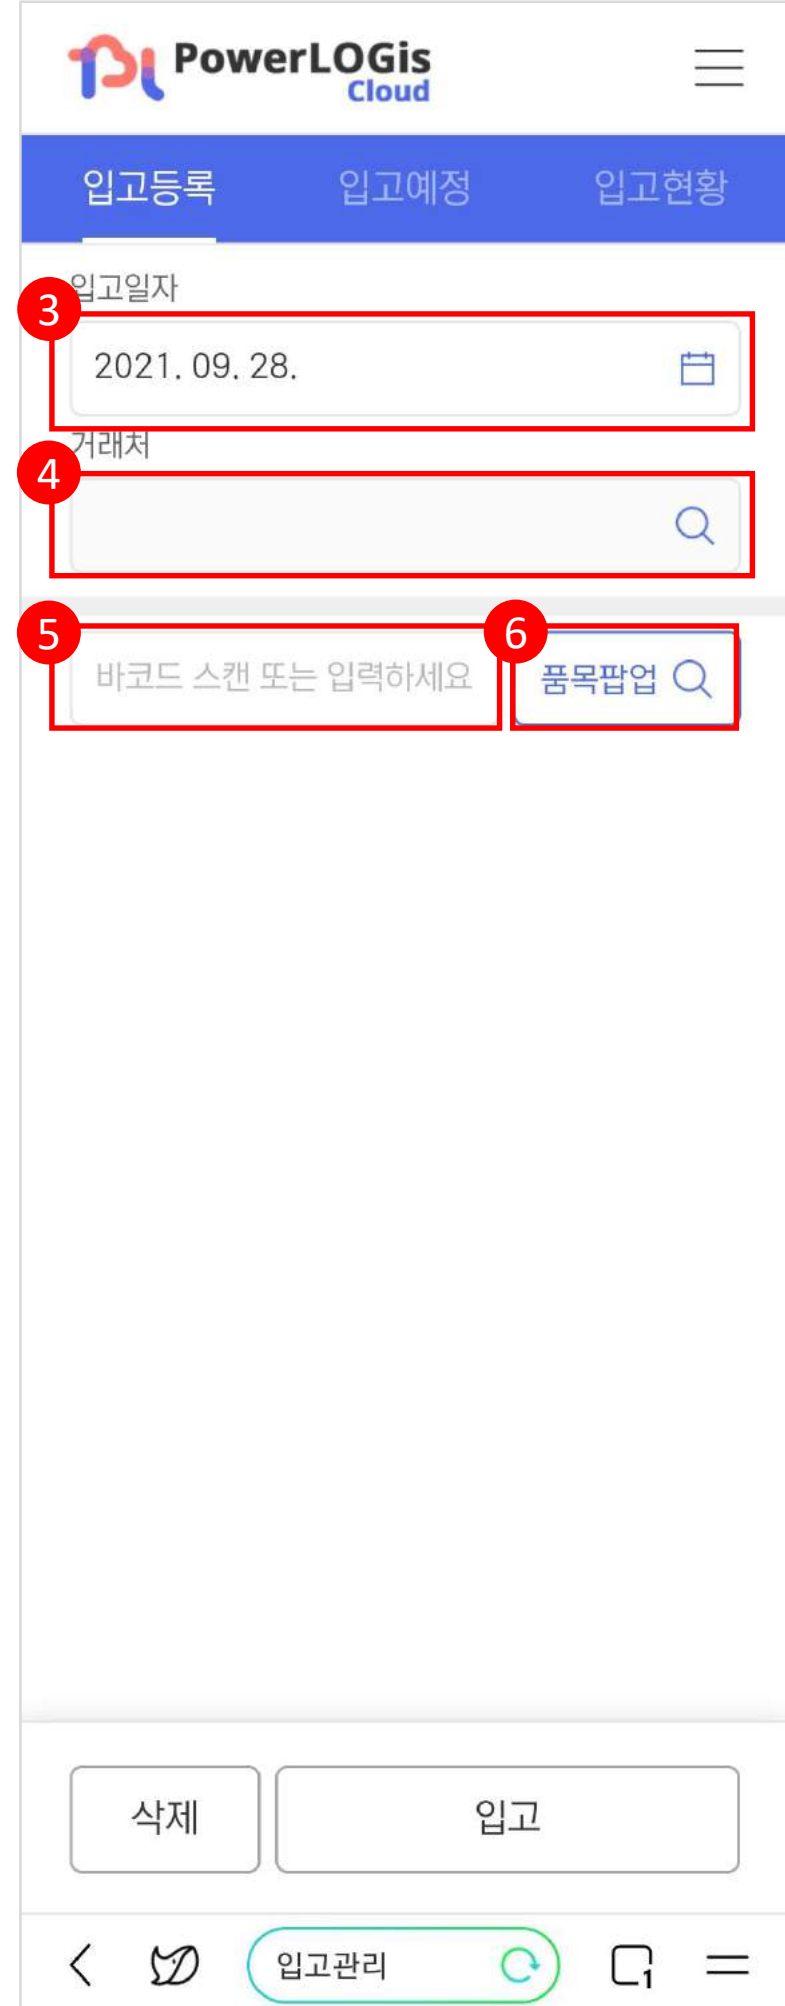 PowerLOGis
Cloud
입고등록 입고예정 입고현황
입고일자
3
2021. 09. 28.
거래처
4
5
바코드 스캔 또는 입력하세요
6
품목팝업
삭제 입고
입고관리
1